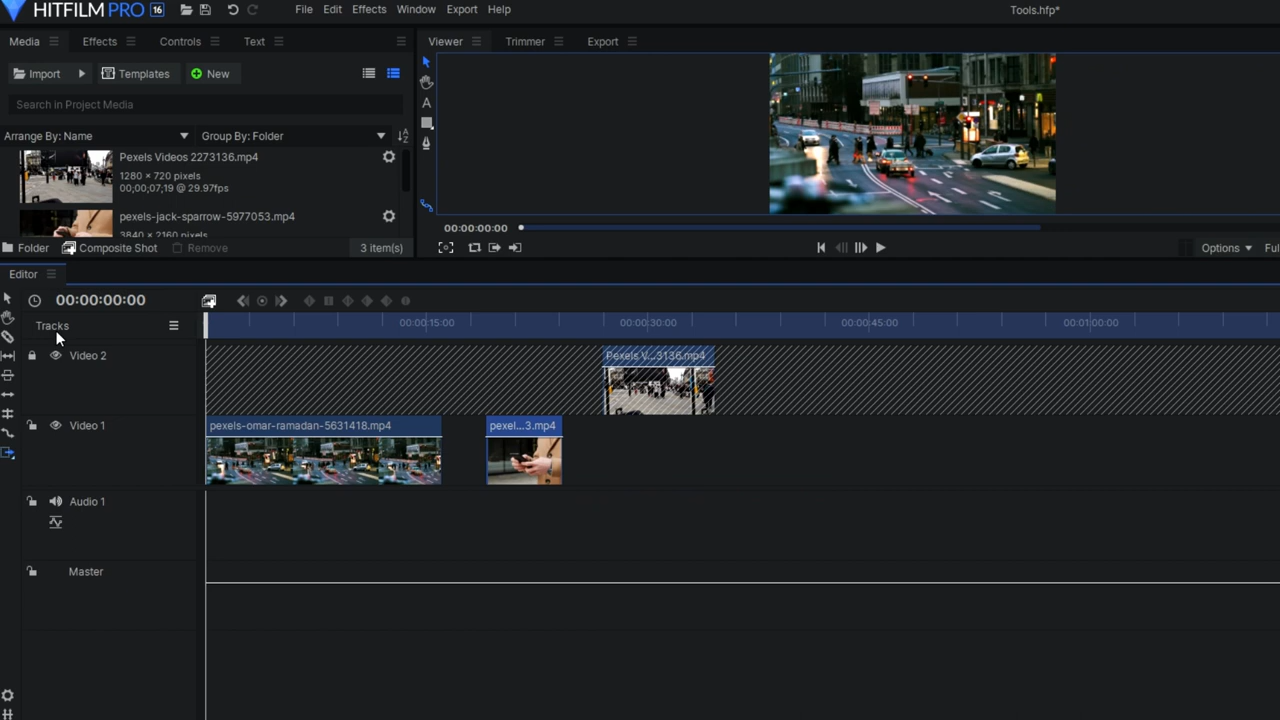 HITFILM PRO 16
File Edit Effects Window Export Help
Tools.hfp*
Media Effects Controls Text
Viewer Trimmer Export
Import Templates New
Search in Project Media
Arrange By: Name Group By: Folder
Pexels Videos 2273136.mp4
1280 × 720 pixels
00;00;07;19 @ 29.97fps
pexels-jack-sparrow-5977053.mp4
3840 × 2160 pixels
Folder Composite Shot Remove 3 item(s)
00:00:00:00
Options Ful
Editor
00:00:00:00
Tracks
00:00:15:00 00:00:30:00 00:00:45:00 00:01:00:00
Video 2
Pexels V...3136.mp4
Video 1
pexels-omar-ramadan-5631418.mp4
pexel...3.mp4
Audio 1
Master